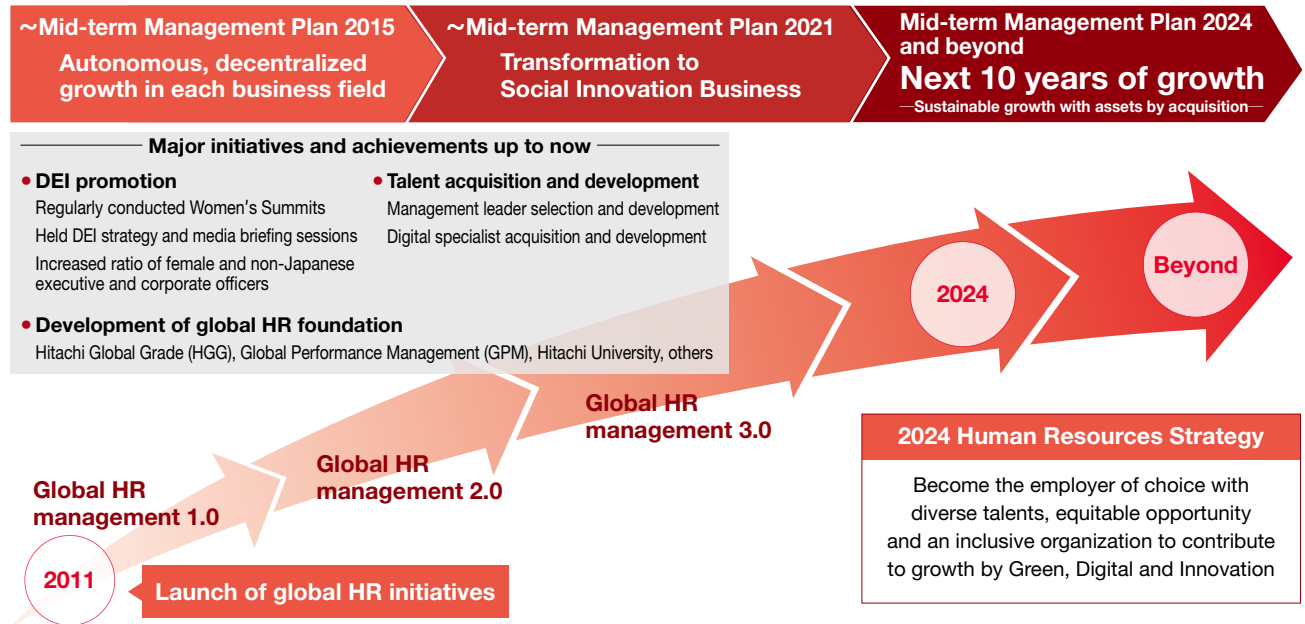 ~Mid-term Management Plan 2015
Autonomous, decentralized
growth in each business field
~Mid-term Management Plan 2021
Transformation to
Social Innovation Business
Mid-term Management Plan 2024
and beyond
Next 10 years of growth
—Sustainable growth with assets by acquisition—
Major initiatives and achievements up to now
• DEI promotion
Regularly conducted Women's Summits
Held DEI strategy and media briefing sessions
Increased ratio of female and non-Japanese
executive and corporate officers
• Talent acquisition and development
Management leader selection and development
Digital specialist acquisition and development
• Development of global HR foundation
Hitachi Global Grade (HGG), Global Performance Management (GPM), Hitachi University, others
Global HR
management 1.0
Global HR
management 2.0
Global HR
management 3.0
2024
Beyond
2011
Launch of global HR initiatives
2024 Human Resources Strategy
Become the employer of choice with
diverse talents, equitable opportunity
and an inclusive organization to contribute
to growth by Green, Digital and Innovation